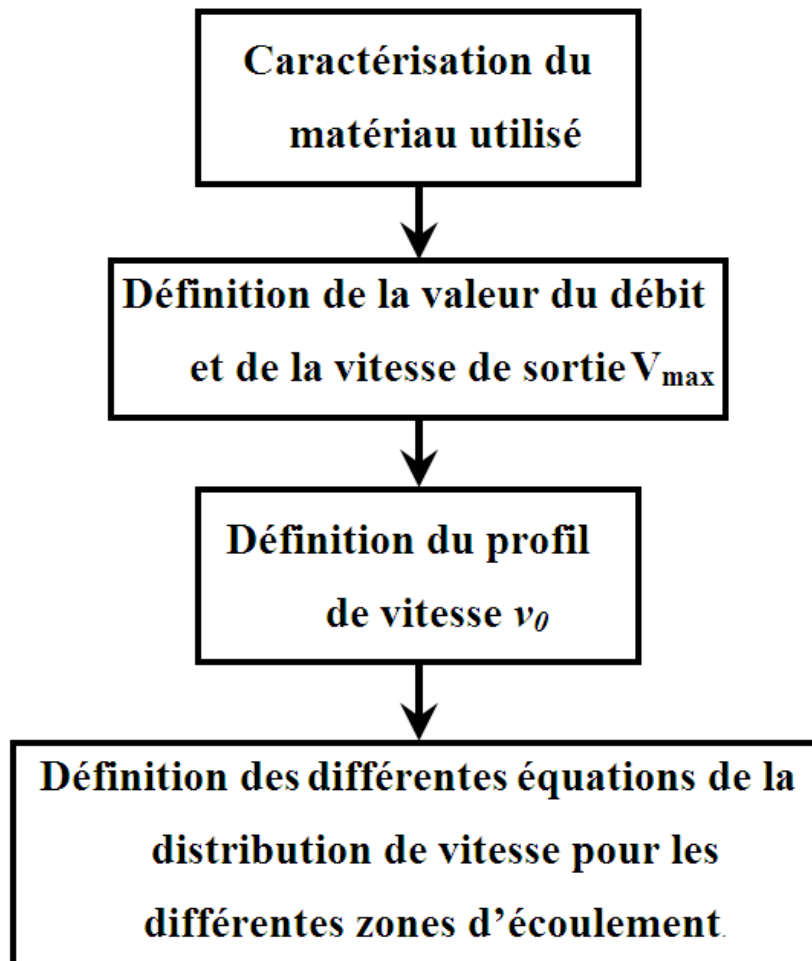 Caractérisation du
matériau utilisé
Définition de la valeur du débit
et de la vitesse de sortie Vmax
Définition du profil
de vitesse v0
Définition des différentes équations de la
distribution de vitesse pour les
différentes zones d’écoulement.